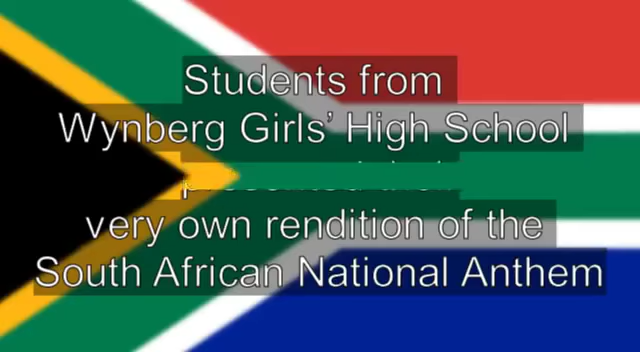 Students from
Wynberg Girls’ High School
very own rendition of the
South African National Anthem